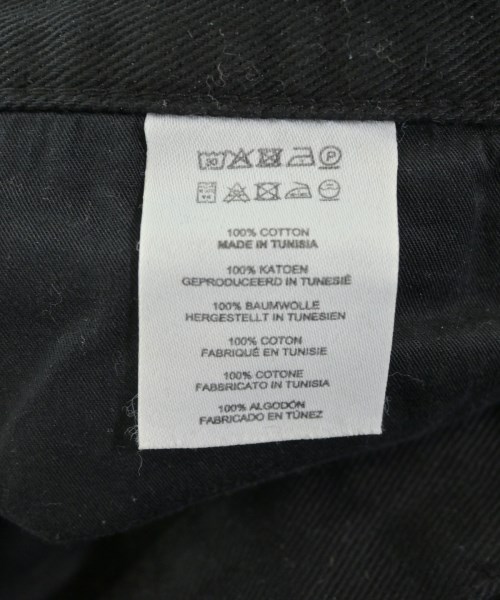 30 P
100% COTTON
MADE IN TUNISIA
100% KATOEN
GEPRODUCEERD IN TUNESIË
100% BAUMWOLLE
HERGESTELLT IN TUNESIEN
100% COTON
FABRIQUÉ EN TUNISIE
100% COTONE
FABBRICATO IN TUNISIA
100% ALGODÓN
FABRICADO EN TÚNEZ